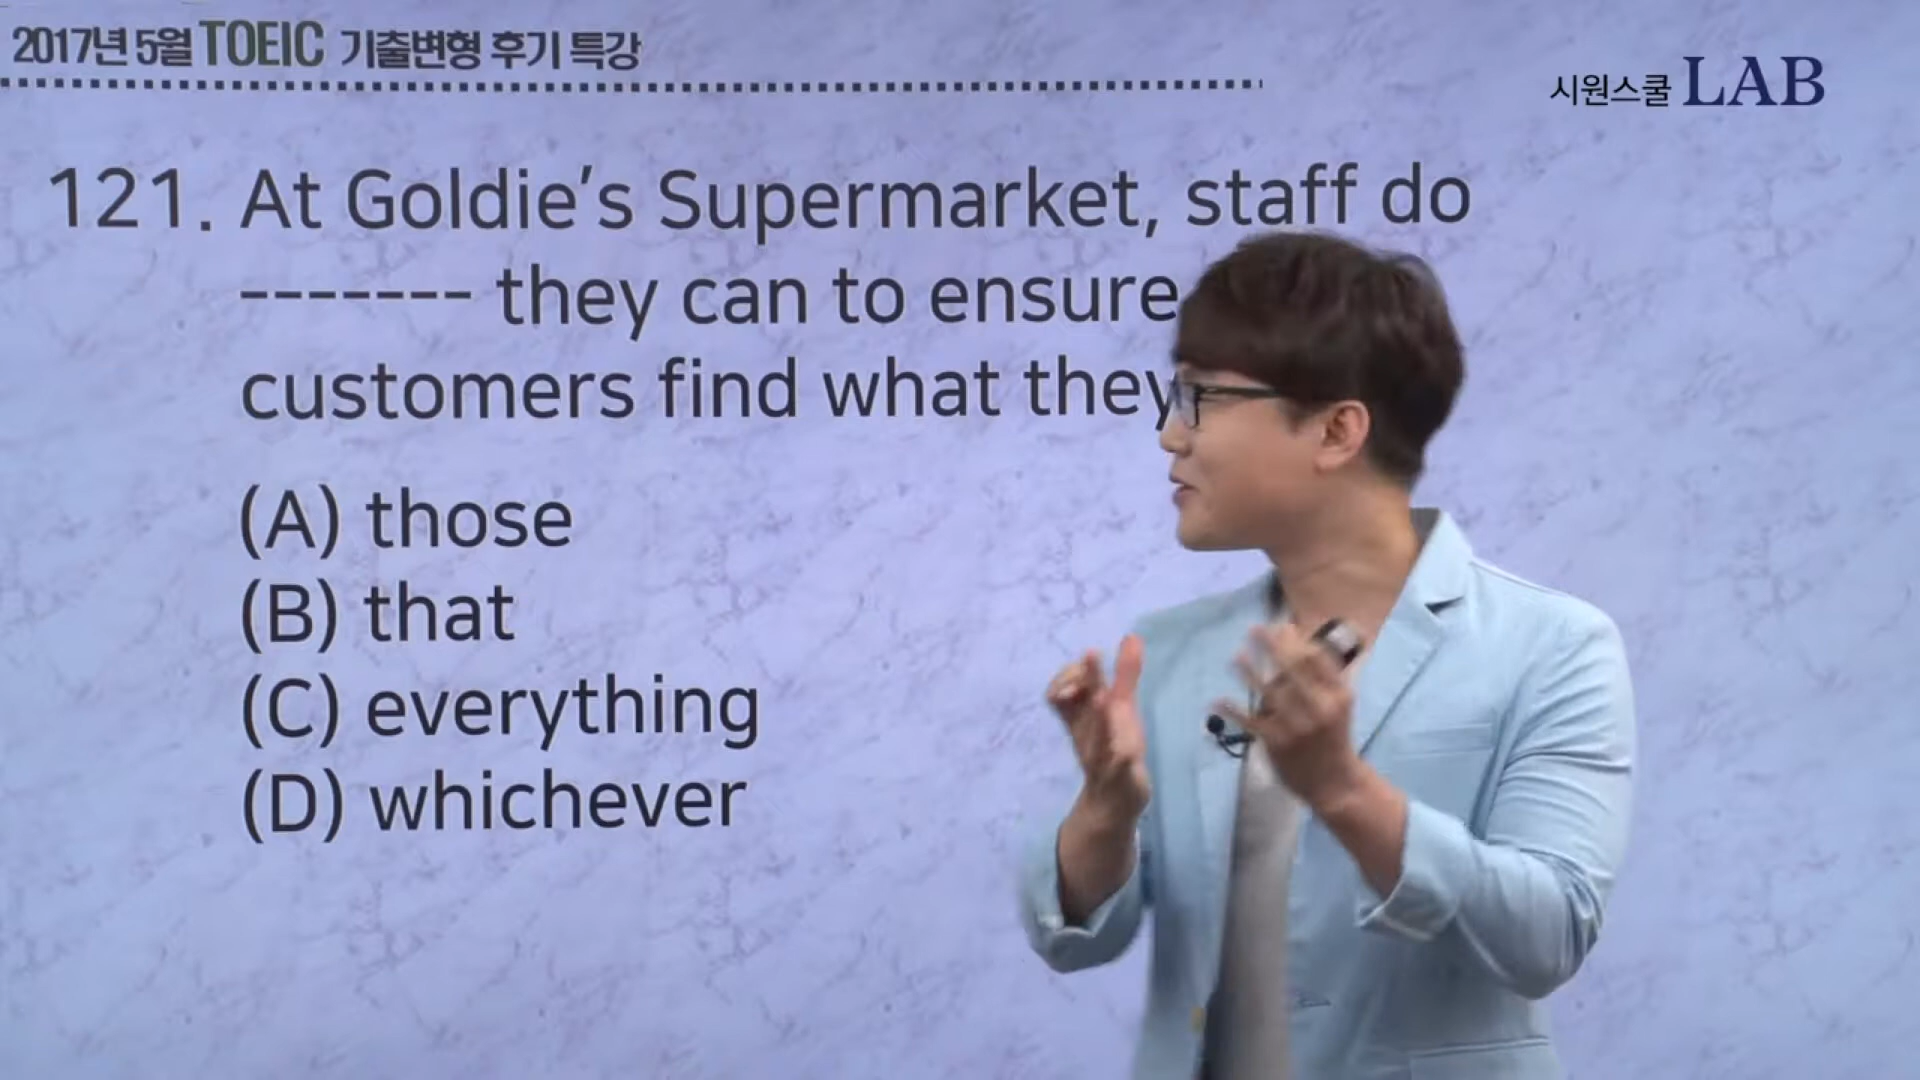 2017년 5월 TOEIC 기출변형 후기 특강
시원스쿨 LAB
121. At Goldie's Supermarket, staff do
------- they can to ensure
customers find what they
(A) those
(B) that
(C) everything
(D) whichever